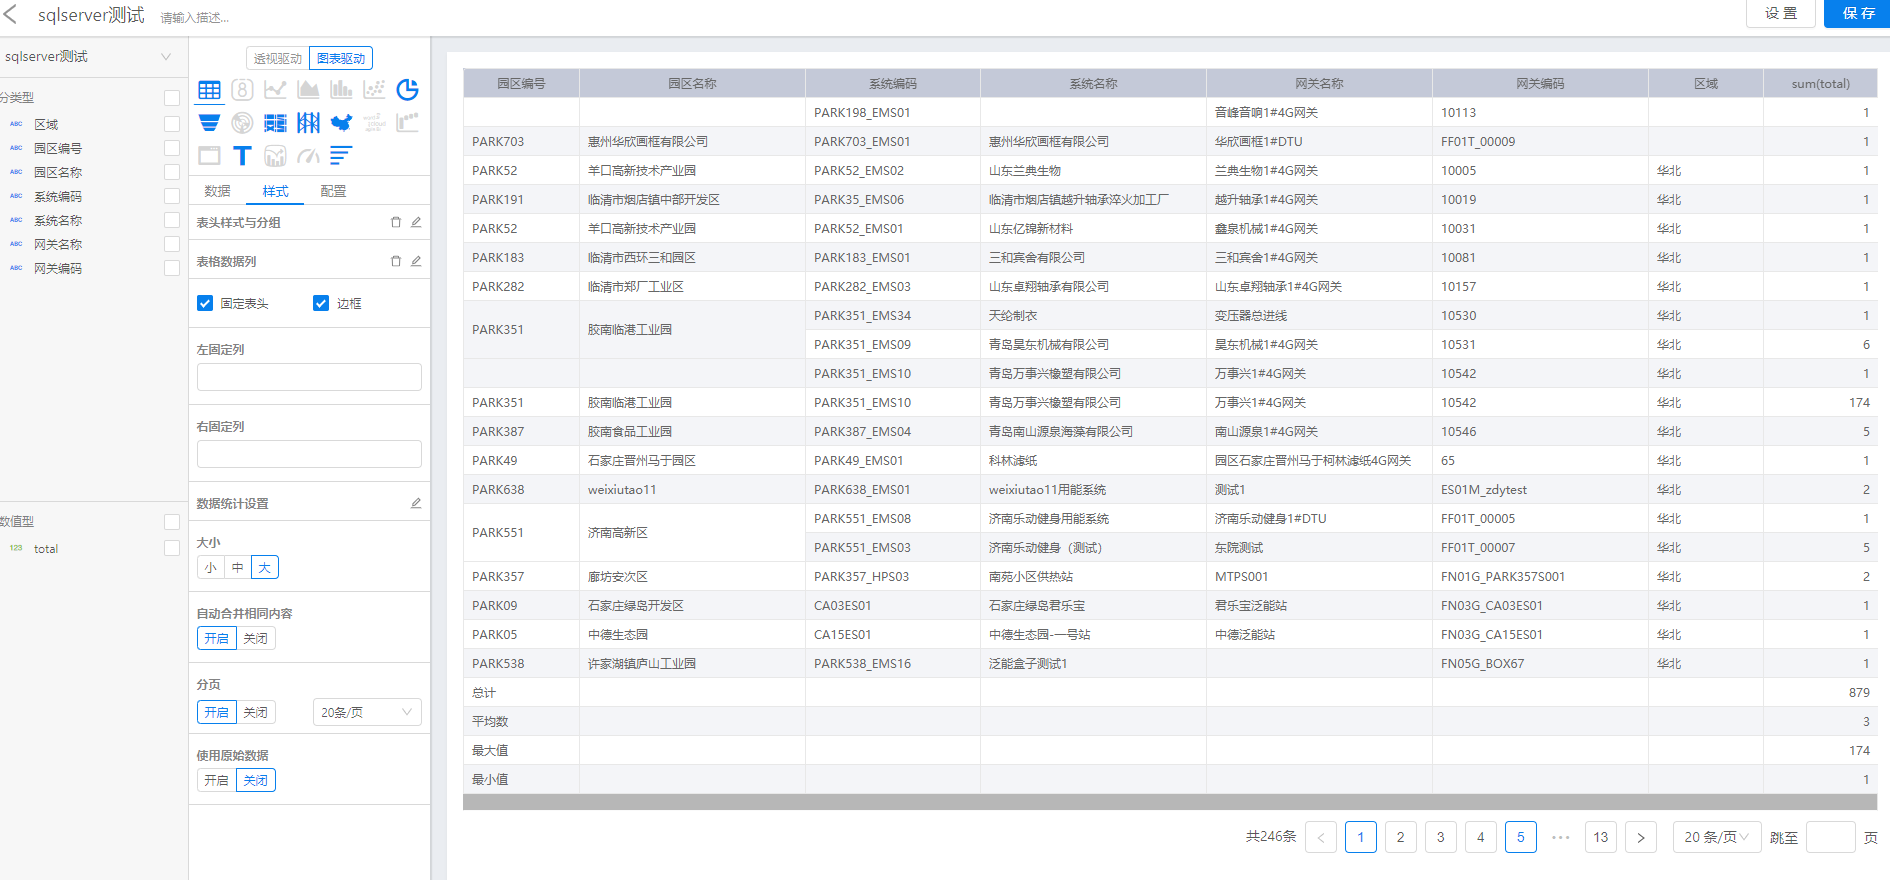 sqlserver测试 请输入描述... 设 置 保 存
sqlserver测试
分类型
ABC 区域
ABC 园区编号
ABC 园区名称
ABC 系统编码
ABC 系统名称
ABC 网关名称
ABC 网关编码
数值型
123 total
透视驱动 图表驱动
数据 样式 配置
表头样式与分组
表格数据列
固定表头 边框
左固定列
右固定列
数据统计设置
大小
小 中 大
自动合并相同内容
开启 关闭
分页
开启 关闭 20条/页
使用原始数据
开启 关闭
园区编号 园区名称 系统编码 系统名称 网关名称 网关编码 区域 sum(total)
PARK198_EMS01 音峰音响1#4G网关 10113 1
PARK703 惠州华欣画框有限公司 PARK703_EMS01 惠州华欣画框有限公司 华欣画框1#DTU FF01T_00009 1
PARK52 羊口高新技术产业园 PARK52_EMS02 山东兰典生物 兰典生物1#4G网关 10005 华北 1
PARK191 临清市烟店镇中部开发区 PARK35_EMS06 临清市烟店镇越升轴承淬火加工厂 越升轴承1#4G网关 10019 华北 1
PARK52 羊口高新技术产业园 PARK52_EMS01 山东亿锦新材料 鑫泉机械1#4G网关 10031 华北 1
PARK183 临清市西环三和园区 PARK183_EMS01 三和宾舍有限公司 三和宾舍1#4G网关 10081 华北 1
PARK282 临清市郑厂工业区 PARK282_EMS03 山东卓翔轴承有限公司 山东卓翔轴承1#4G网关 10157 华北 1
PARK351 胶南临港工业园 PARK351_EMS34 天纶制衣 变压器总进线 10530 华北 1
PARK351_EMS09 青岛昊东机械有限公司 昊东机械1#4G网关 10531 华北 6
PARK351_EMS10 青岛万事兴橡塑有限公司 万事兴1#4G网关 10542 华北 1
PARK351 胶南临港工业园 PARK351_EMS10 青岛万事兴橡塑有限公司 万事兴1#4G网关 10542 华北 174
PARK387 胶南食品工业园 PARK387_EMS04 青岛南山源泉海藻有限公司 南山源泉1#4G网关 10546 华北 5
PARK49 石家庄晋州马于园区 PARK49_EMS01 科林滤纸 园区石家庄晋州马于柯林滤纸4G网关 65 华北 1
PARK638 weixiutao11 PARK638_EMS01 weixiutao11用能系统 测试1 ES01M_zdytest 华北 2
PARK551 济南高新区 PARK551_EMS08 济南乐动健身用能系统 济南乐动健身1#DTU FF01T_00005 华北 1
PARK551_EMS03 济南乐动健身（测试） 东院测试 FF01T_00007 华北 5
PARK357 廊坊安次区 PARK357_HPS03 南苑小区供热站 MTPS001 FN01G_PARK357S001 华北 2
PARK09 石家庄绿岛开发区 CA03ES01 石家庄绿岛君乐宝 君乐宝泛能站 FN03G_CA03ES01 华北 1
PARK05 中德生态园 CA15ES01 中德生态园-一号站 中德泛能站 FN03G_CA15ES01 华北 1
PARK538 许家湖镇庐山工业园 PARK538_EMS16 泛能盒子测试1 FN05G_BOX67 华北 1
总计 879
平均数 3
最大值 174
最小值 1
共246条 < 1 2 3 4 5 ••• 13 > 20 条/页 跳至 页